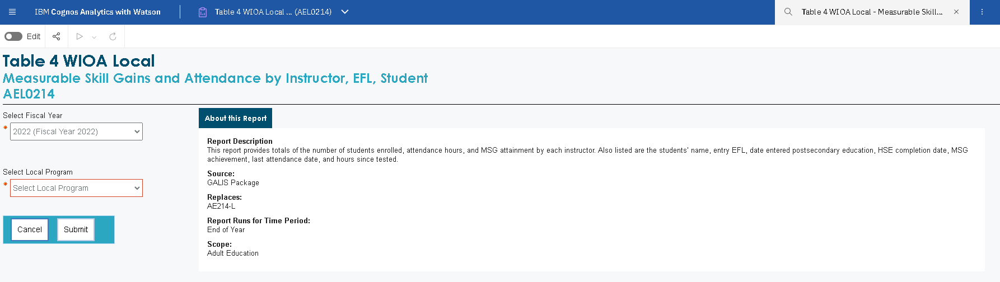 IBM Cognos Analytics with Watson
Table 4 WIOA Local ... (AEL0214)
Table 4 WIOA Local - Measurable Skill...
Edit
Table 4 WIOA Local
Measurable Skill Gains and Attendance by Instructor, EFL, Student
AEL0214
Select Fiscal Year
* 2022 (Fiscal Year 2022)
Select Local Program
* Select Local Program
Cancel
Submit
About this Report
Report Description
This report provides totals of the number of students enrolled, attendance hours, and MSG attainment by each instructor. Also listed are the students' name, entry EFL, date entered postsecondary education, HSE completion date, MSG
achievement, last attendance date, and hours since tested.
Source:
GALIS Package
Replaces:
AE214-L
Report Runs for Time Period:
End of Year
Scope:
Adult Education